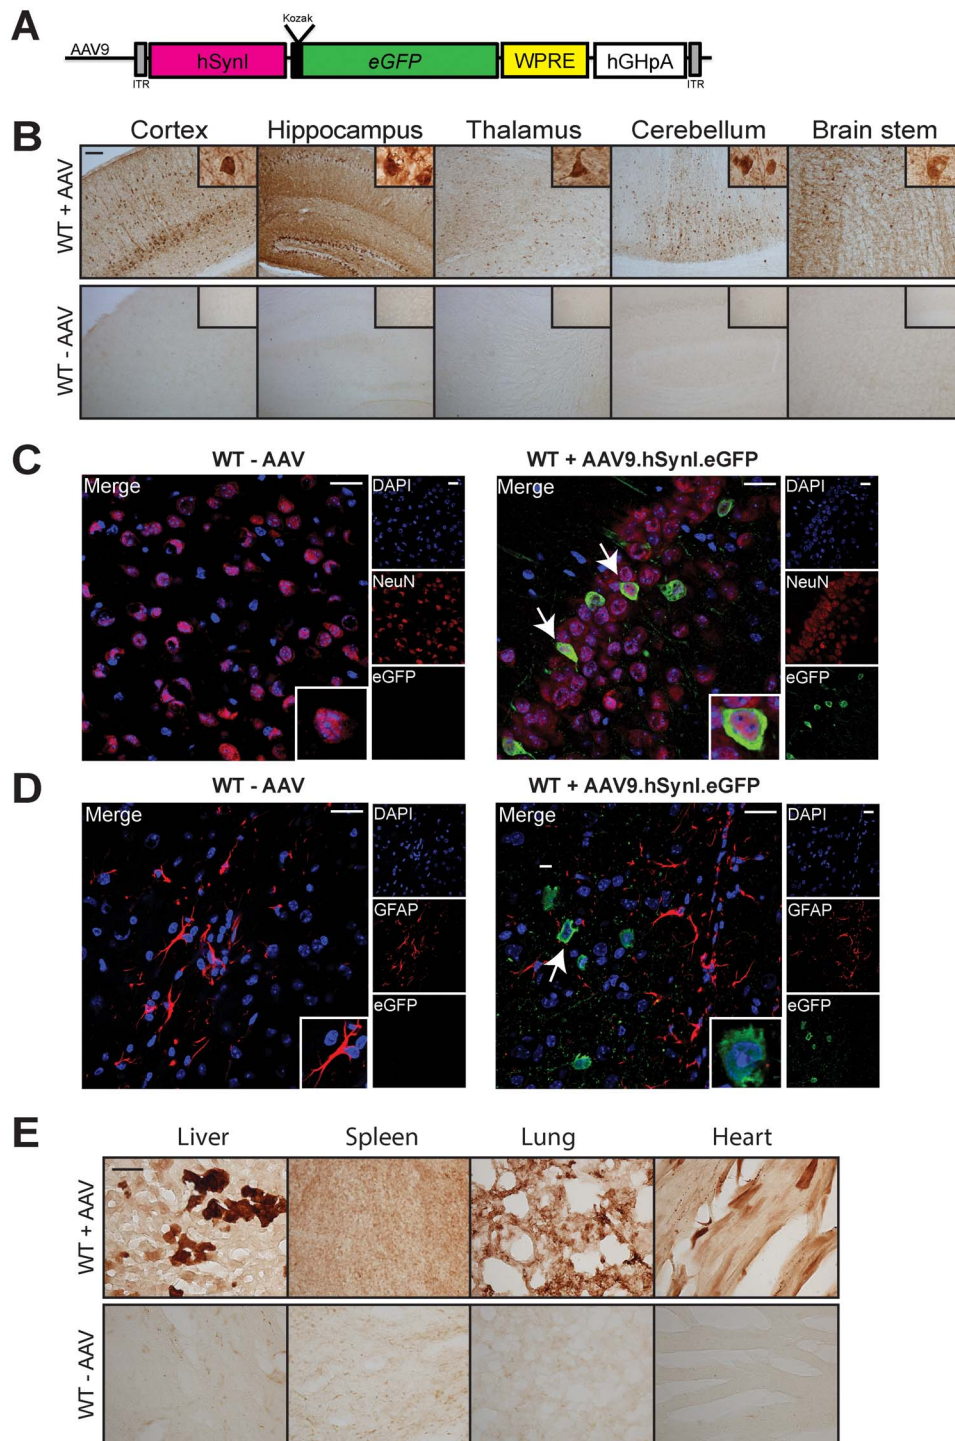 A
Kozak
AAV9
hSynI
eGFP
WPRE
hGHpA
ITR
ITR
B
Cortex
Hippocampus
Thalamus
Cerebellum
Brain stem
WT + AAV
WT - AAV
C
WT - AAV
WT + AAV9.hSynI.eGFP
Merge
DAPI
NeuN
eGFP
Merge
DAPI
NeuN
eGFP
D
WT - AAV
WT + AAV9.hSynI.eGFP
Merge
DAPI
GFAP
eGFP
Merge
DAPI
GFAP
eGFP
E
Liver
Spleen
Lung
Heart
WT + AAV
WT - AAV